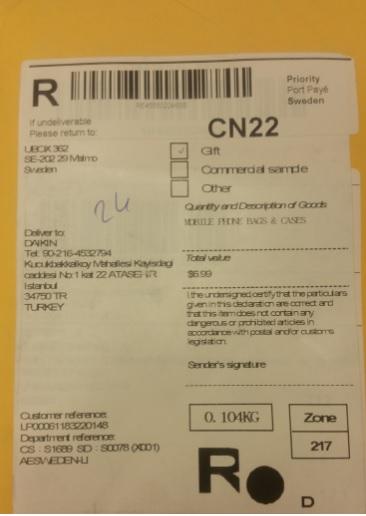 R
Priority
Port Payé
Sweden
If undeliverable
Please return to:
CN22
UBOX 362
SE-202 29 Malmo
Sweden
✓ Gift
Commercial sample
Other
24
Quantity and Description of Goods
MOBILE PHONE BAGS & CASES
Deliver to:
DAIKIN
Tel: 90-216-4532794
Kucukbakkalkoy Mahallesi Kayisdagi
caddesi No:1 kat 22 ATASEHIR
Istanbul
34750 TR
TURKEY
Total value
$6.99
I the undersigned,certify that the particulars
given in this declaration are correct and
that this item does not contain any
dangerous or prohibited articles in
accordance with postal and/or customs
legislation.
Sender's signature
Customer reference:
LP00061183220148
Department reference:
CS : S1689 SD : S0078 (X001)
AESWEDEN-LI
0.104KG
Zone
217
R
D